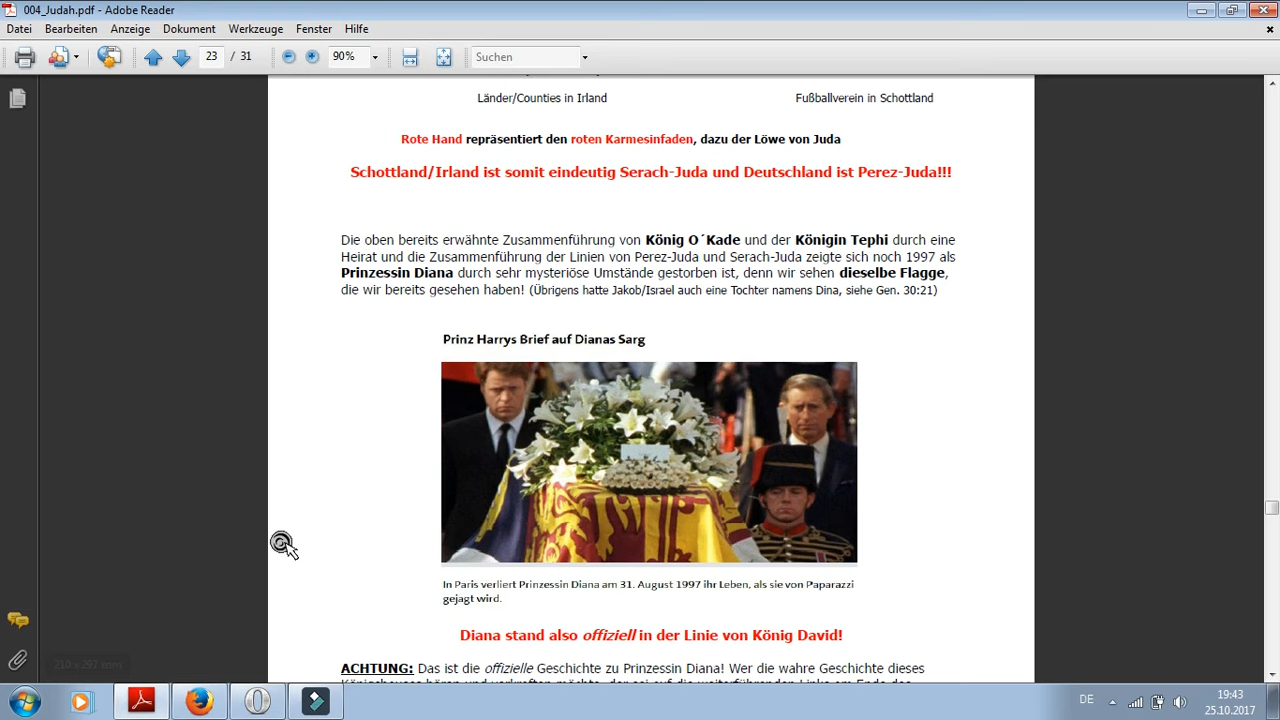 004_Judah.pdf - Adobe Reader
Datei Bearbeiten Anzeige Dokument Werkzeuge Fenster Hilfe
23 / 31 90% Suchen
Länder/Counties in Irland Fußballverein in Schottland
Rote Hand repräsentiert den roten Karmesinfaden, dazu der Löwe von Juda
Schottland/Irland ist somit eindeutig Serach-Juda und Deutschland ist Perez-Juda!!!
Die oben bereits erwähnte Zusammenführung von König O´Kade und der Königin Tephi durch eine
Heirat und die Zusammenführung der Linien von Perez-Juda und Serach-Juda zeigte sich noch 1997 als
Prinzessin Diana durch sehr mysteriöse Umstände gestorben ist, denn wir sehen dieselbe Flagge,
die wir bereits gesehen haben! (Übrigens hatte Jakob/Israel auch eine Tochter namens Dina, siehe Gen. 30:21)
Prinz Harrys Brief auf Dianas Sarg
In Paris verliert Prinzessin Diana am 31. August 1997 ihr Leben, als sie von Paparazzi
gejagt wird.
Diana stand also offiziell in der Linie von König David!
ACHTUNG: Das ist die offizielle Geschichte zu Prinzessin Diana! Wer die wahre Geschichte dieses
210 x 297 mm
DE 19:43
25.10.2017